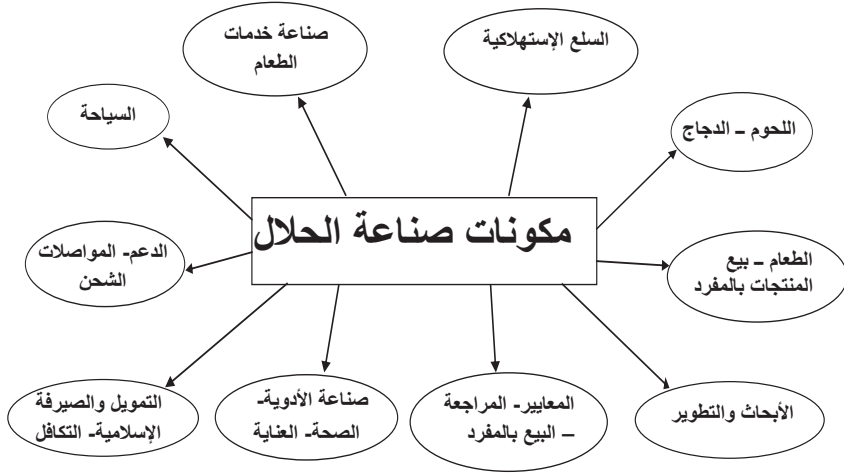 صناعة خدمات
الطعام
السلع الإستهلاكية
السياحة
اللحوم – الدجاج
مكونات صناعة الحلال
الدعم- المواصلات
الشحن
الطعام – بيع
المنتجات بالمفرد
التمويل والصيرفة
الإسلامية- التكافل
صناعة الأدوية-
الصحة- العناية
المعايير- المراجعة
– البيع بالمفرد
الأبحاث والتطوير